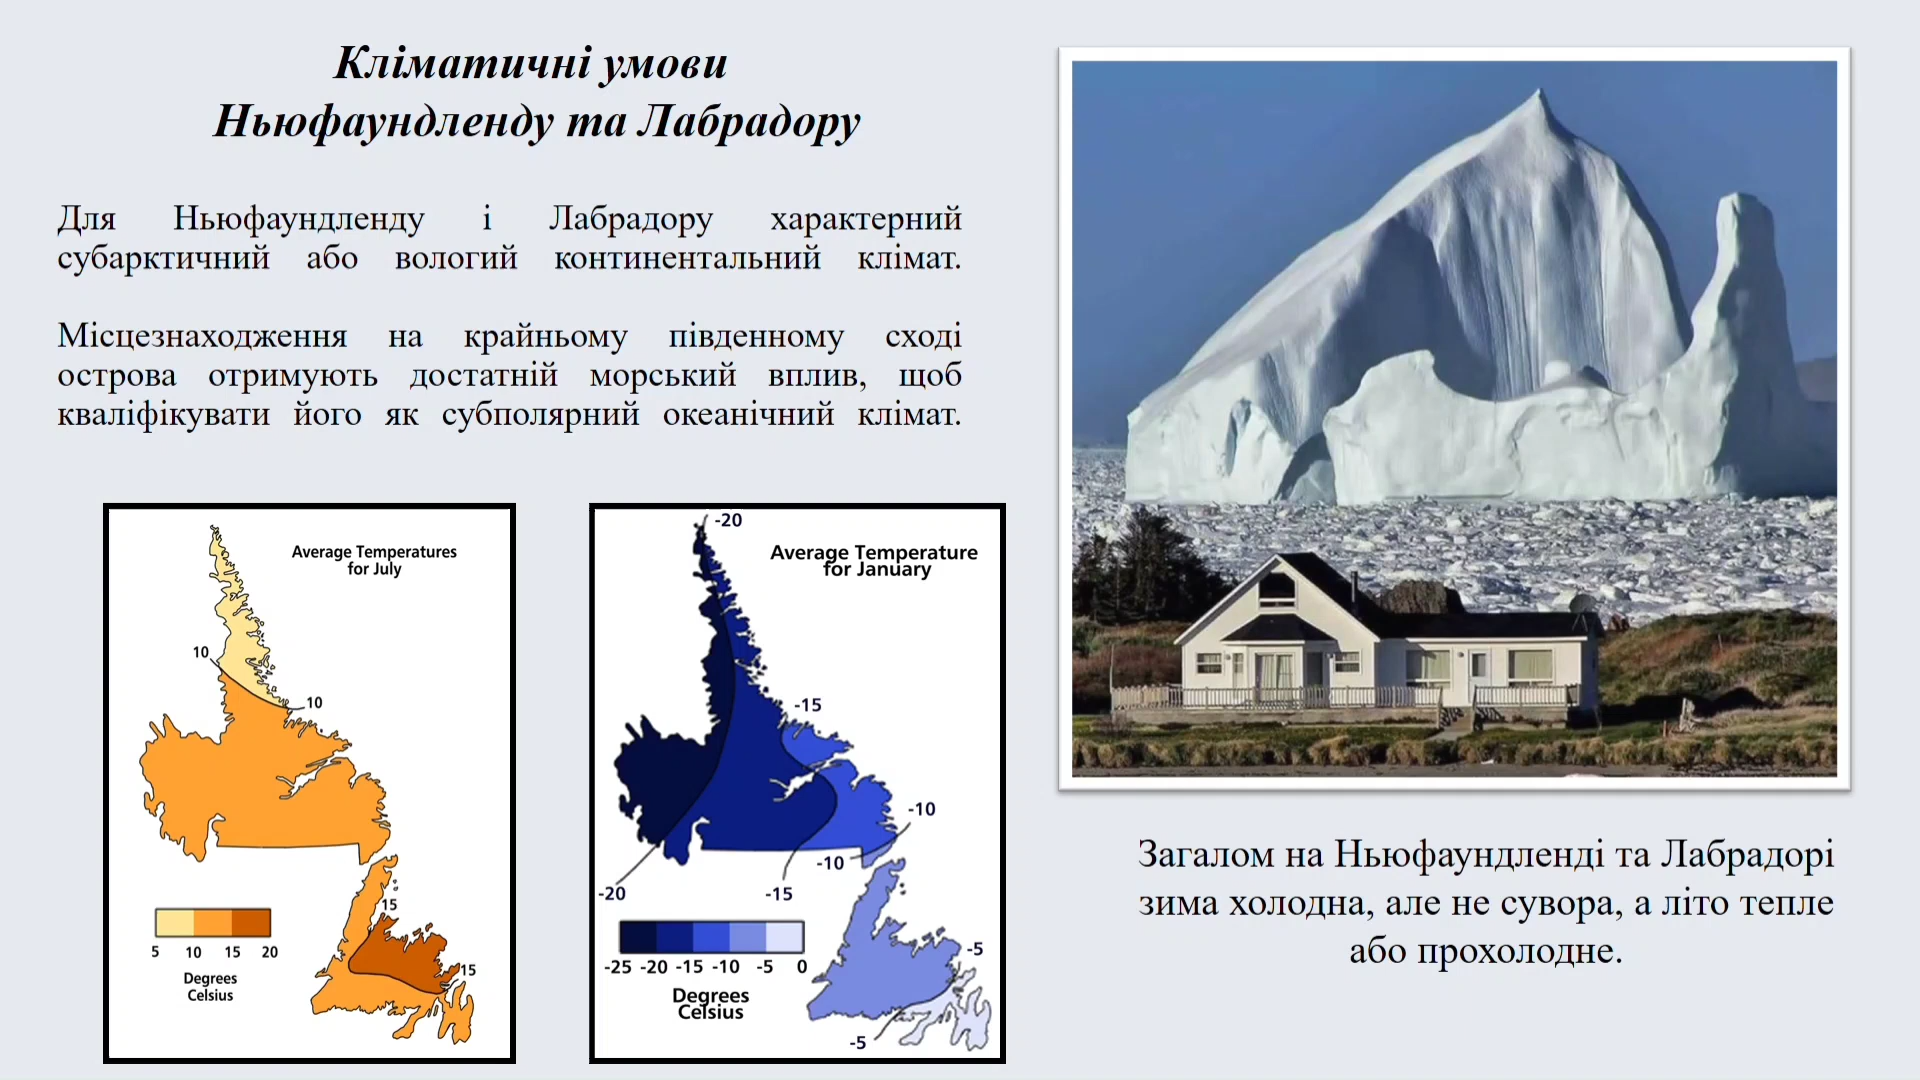 Кліматичні умови
Ньюфаундленду та Лабрадору
Для Ньюфаундленду і Лабрадору характерний
субарктичний або вологий континентальний клімат.
Місцезнаходження на крайньому південному сході
острова отримують достатній морський вплив, щоб
кваліфікувати його як субполярний океанічний клімат.
Average Temperatures
for July
10
10
15
15
5 10 15 20
Degrees
Celsius
-20
Average Temperature
for January
-15
-10
-10
-20
-15
-5
-25 -20 -15 -10 -5 0
Degrees
Celsius
-5
Загалом на Ньюфаундленді та Лабрадорі
зима холодна, але не сувора, а літо тепле
або прохолодне.